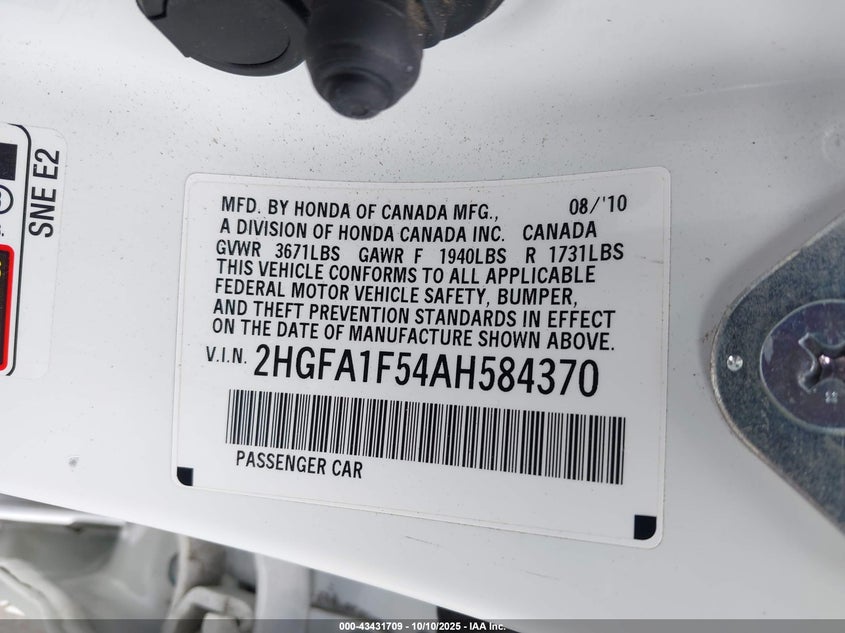 SNE E2
MFD. BY HONDA OF CANADA MFG., 08/'10
A DIVISION OF HONDA CANADA INC. CANADA
GVWR 3671LBS GAWR F 1940LBS R 1731LBS
THIS VEHICLE CONFORMS TO ALL APPLICABLE
FEDERAL MOTOR VEHICLE SAFETY, BUMPER,
AND THEFT PREVENTION STANDARDS IN EFFECT
ON THE DATE OF MANUFACTURE SHOWN ABOVE.
V.I.N. 2HGFA1F54AH584370
PASSENGER CAR
000-43431709 - 10/10/2025 - IAA Inc.